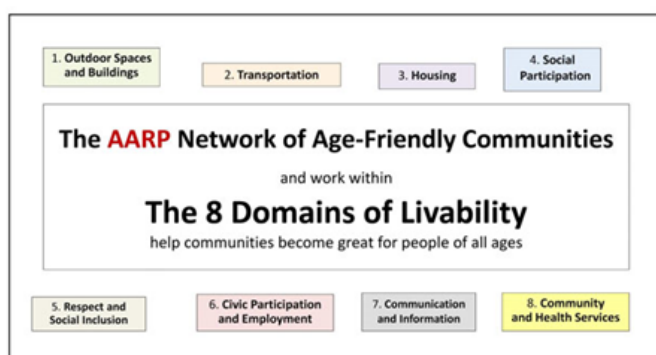 1. Outdoor Spaces
and Buildings
2. Transportation
3. Housing
4. Social
Participation
The AARP Network of Age-Friendly Communities
and work within
The 8 Domains of Livability
help communities become great for people of all ages
5. Respect and
Social Inclusion
6. Civic Participation
and Employment
7. Communication
and Information
8. Community
and Health Services